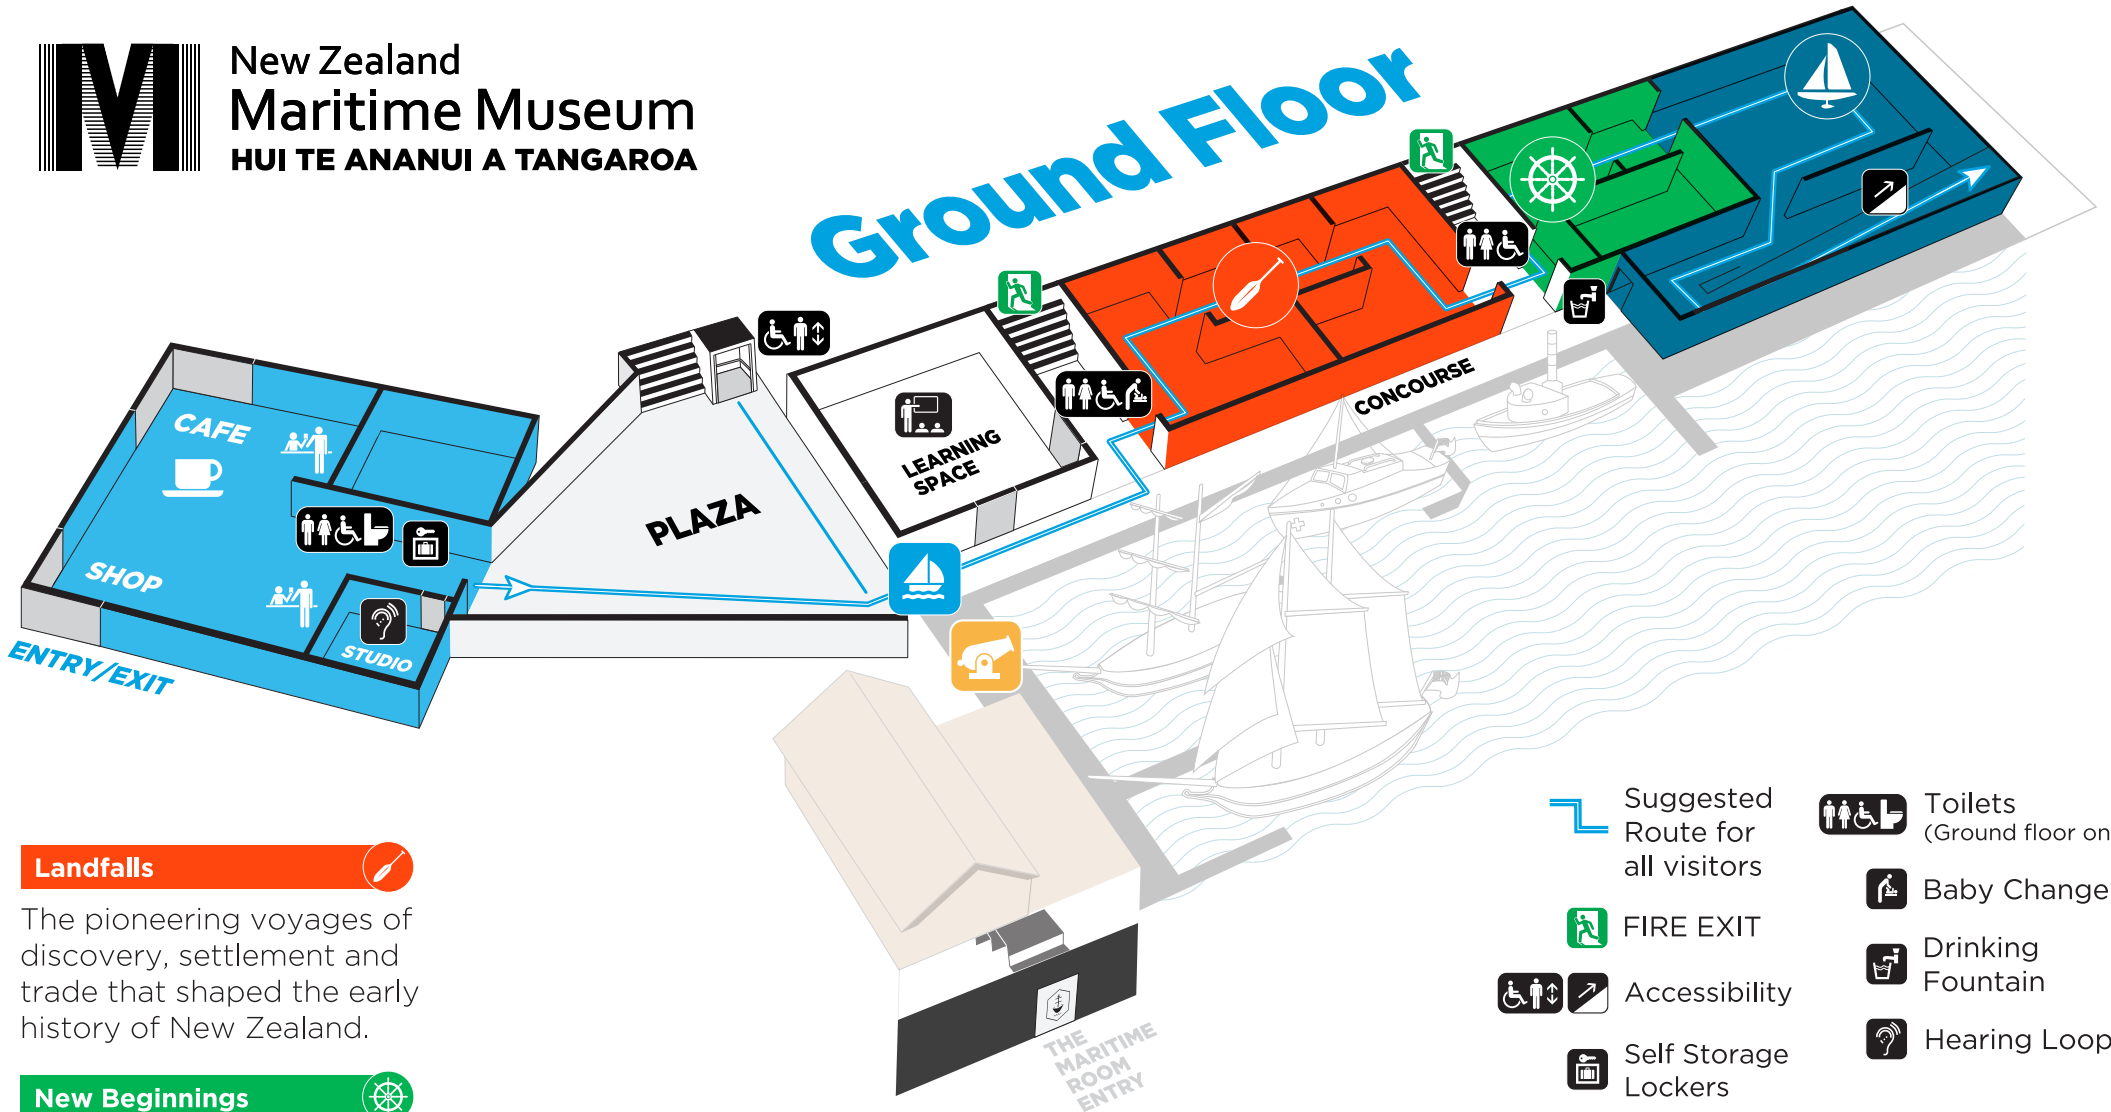 New Zealand
Maritime Museum
HUI TE ANANUI A TANGAROA
Ground Floor
CAFE
SHOP
STUDIO
ENTRY/EXIT
PLAZA
LEARNING
SPACE
CONCOURSE
THE
MARITIME
ROOM
ENTRY
Landfalls
The pioneering voyages of
discovery, settlement and
trade that shaped the early
history of New Zealand.
New Beginnings
Suggested
Route for
all visitors
FIRE EXIT
Accessibility
Self Storage
Lockers
Toilets
(Ground floor on
Baby Change
Drinking
Fountain
Hearing Loop